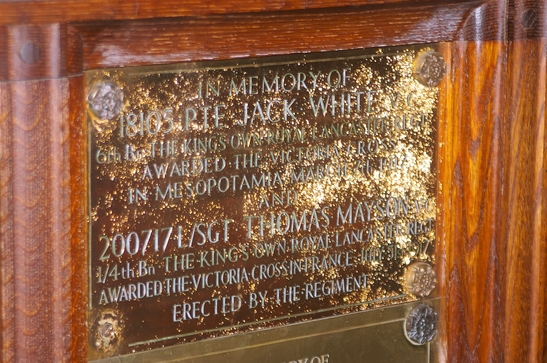 IN MEMORY OF
18105 PTE JACK WHITE
6th Bn THE KING'S OWN ROYAL LANCASTER REGT
AWARDED THE VICTORIA CROSS
IN MESOPOTAMIA MARCH
AND
200717 L/SGT THOMAS MAYSON
1/4th Bn THE KING'S OWN ROYAL LANCASTER REGT
AWARDED THE VICTORIA CROSS IN FRANCE
ERECTED BY THE REGIMENT
OF